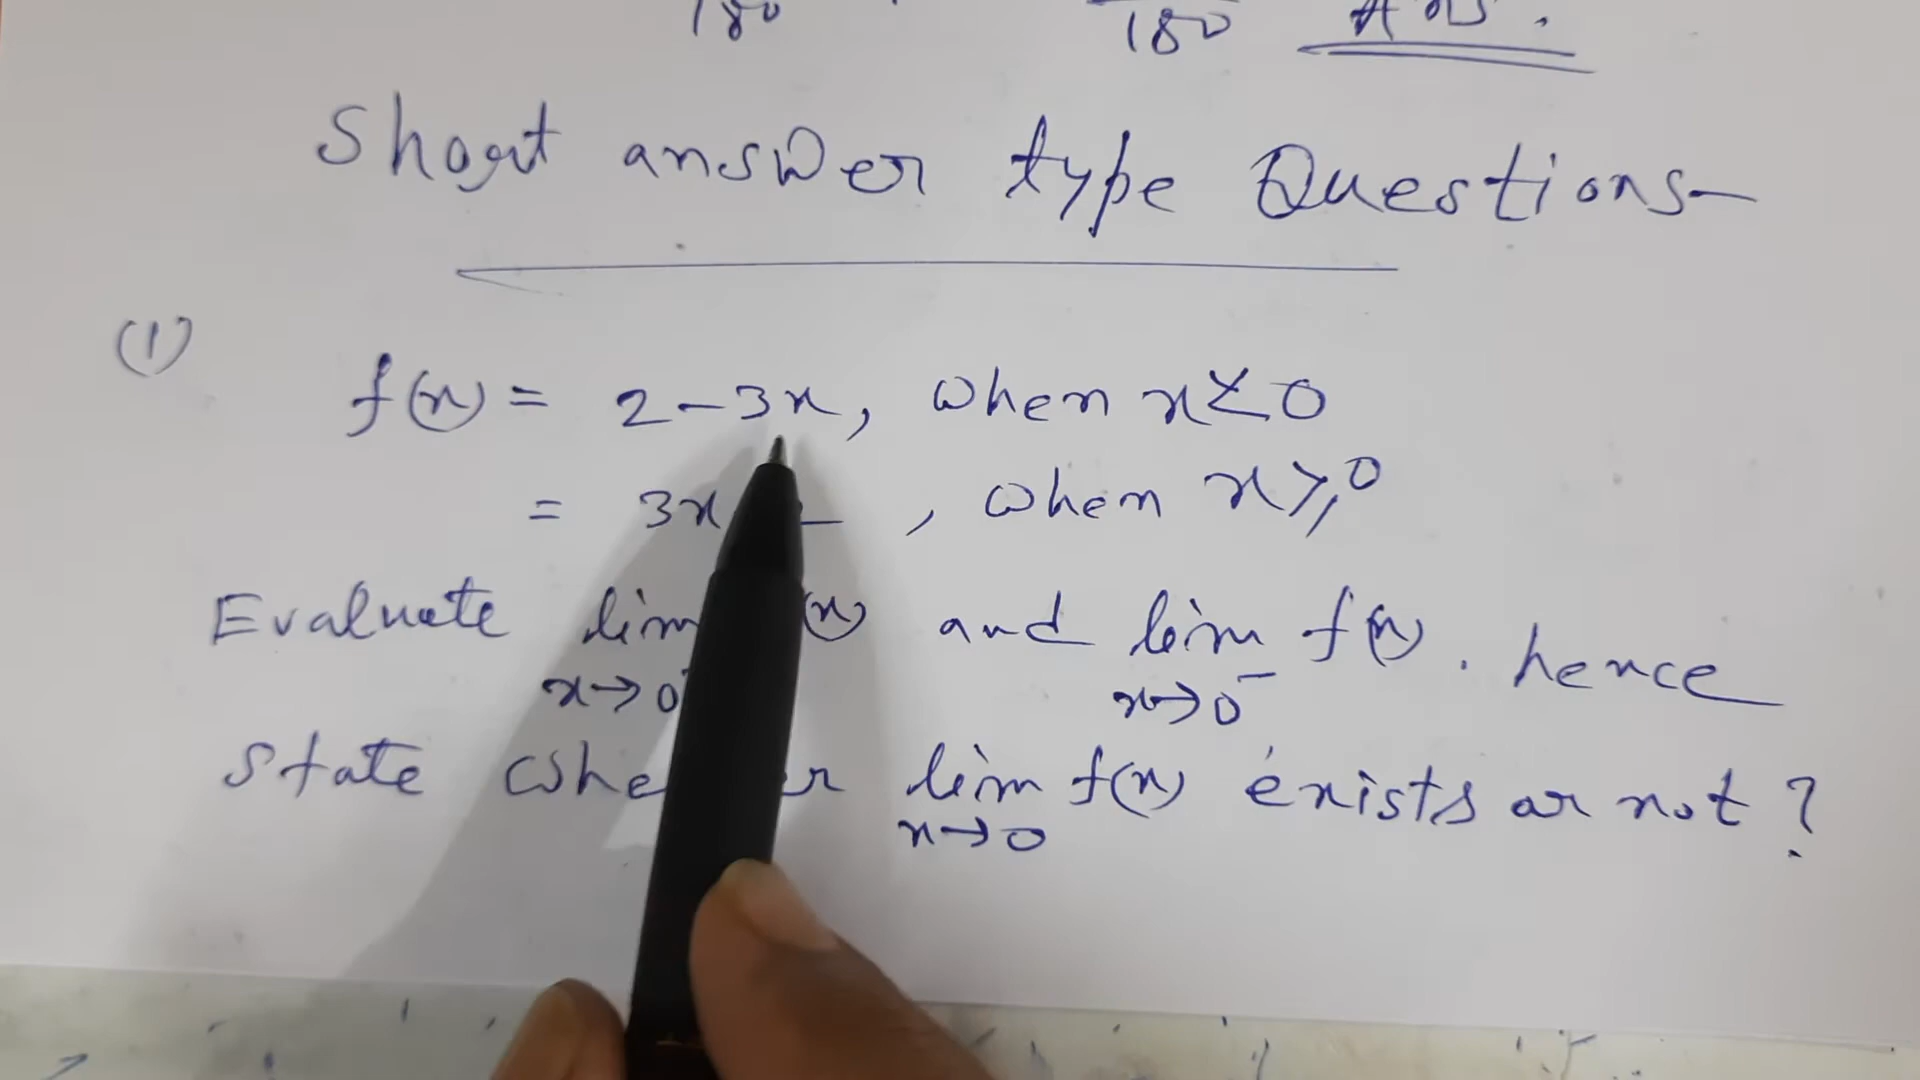 180 180 Ans.
Short answer type Questions-
(1)
f(x) = 2-3x, when x<0
= 3x , when x≥0
Evaluate lim (x) and lim f(x). hence
x→0 x→0⁻
state lim f(x) exists or not?
x→0